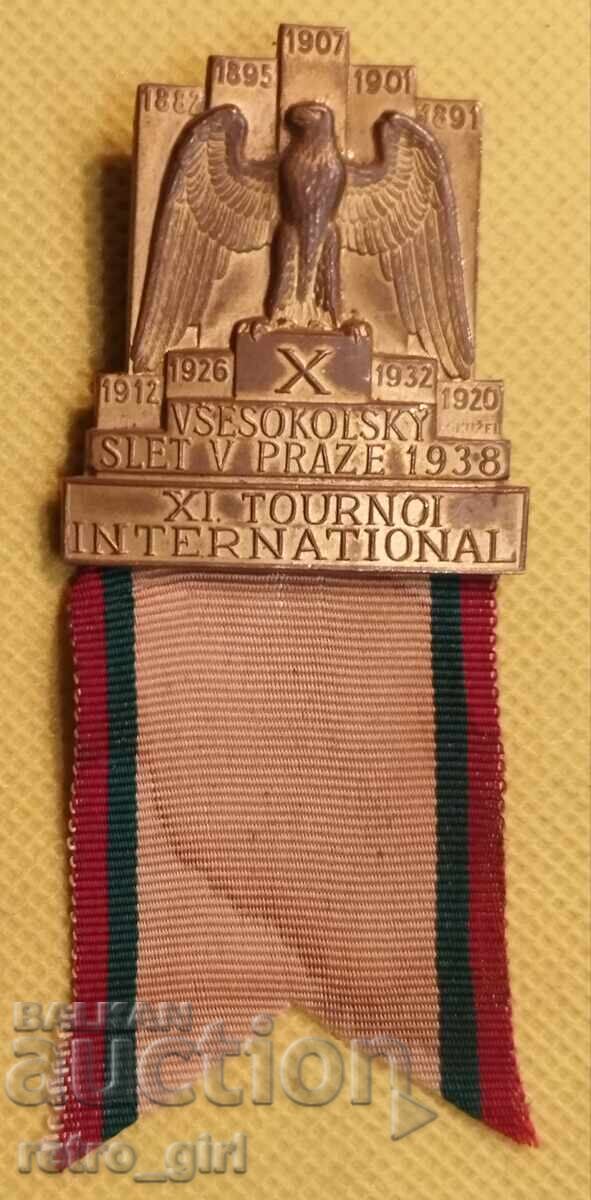 1907
1895 1901
1882 1891
X
1926 1932
1912 1920
VŠESOKOLSKÝ
SLET V PRAZE 1938
XI. TOURNOI
INTERNATIONAL
BALKAN
auction
retro_girl